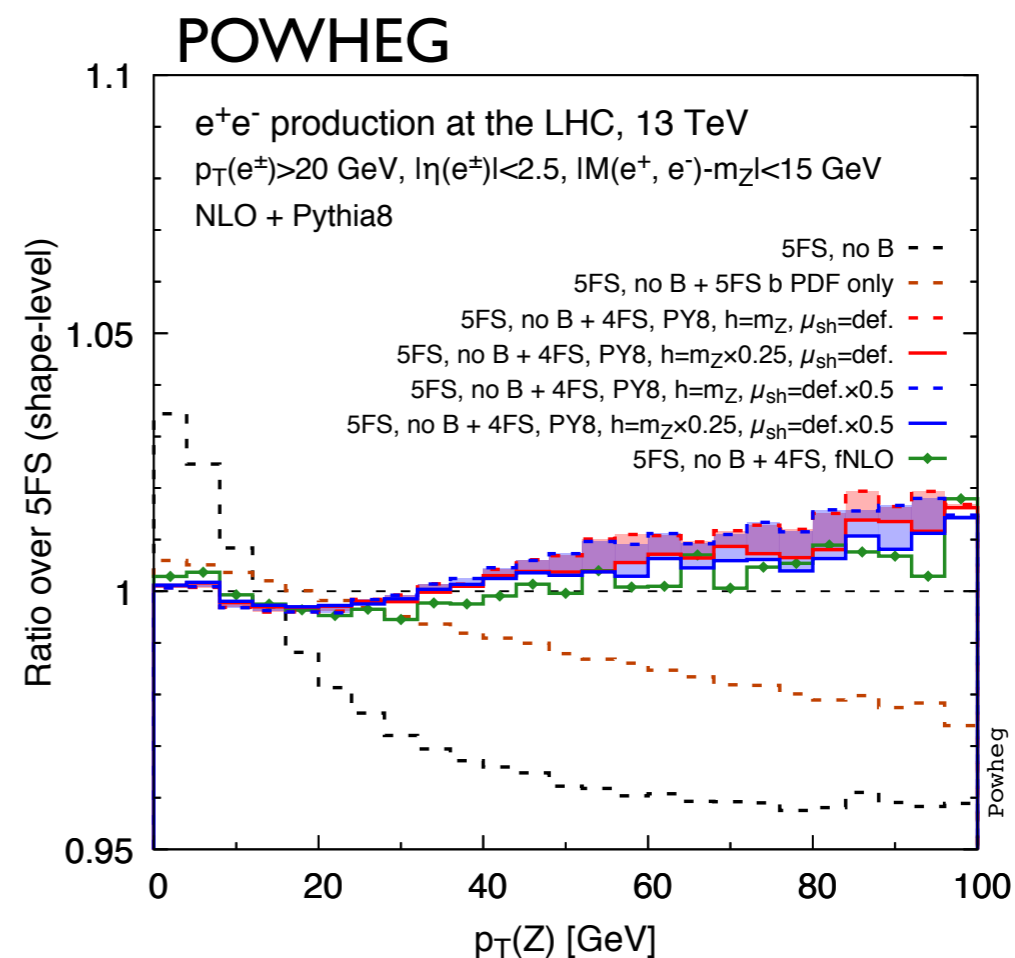 POWHEG
1.1
e⁺e⁻ production at the LHC, 13 TeV
p_T(e^±)>20 GeV, |η(e^±)|<2.5, |M(e⁺, e⁻)-m_Z|<15 GeV
NLO + Pythia8
5FS, no B
5FS, no B + 5FS b PDF only
5FS, no B + 4FS, PY8, h=m_Z, μ_sh=def.
5FS, no B + 4FS, PY8, h=m_Z×0.25, μ_sh=def.
5FS, no B + 4FS, PY8, h=m_Z, μ_sh=def.×0.5
5FS, no B + 4FS, PY8, h=m_Z×0.25, μ_sh=def.×0.5
5FS, no B + 4FS, fNLO
1.05
1
0.95
Ratio over 5FS (shape-level)
0 20 40 60 80 100
p_T(Z) [GeV]
Powheg